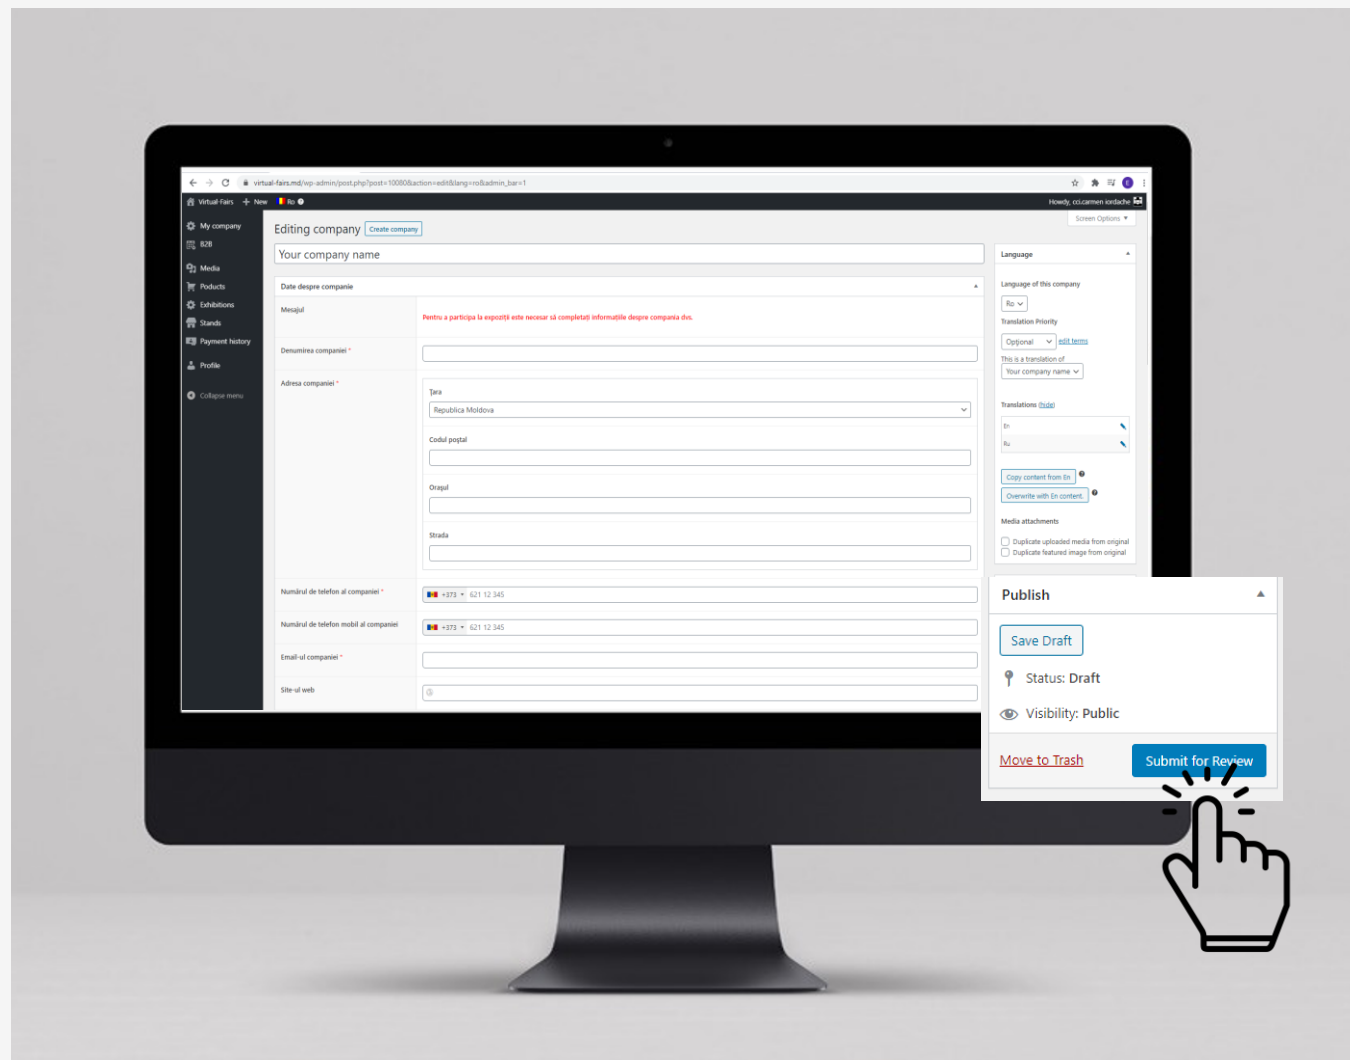 virtual-fairs.md/wp-admin/post.php?post=10080&action=edit&lang=ro&admin_bar=1
Virtual-Fairs + New Ro
Howdy, cci.carmen iordache
Screen Options
My company
B2B
Media
Poducts
Exhibitions
Stands
Payment history
Profile
Collapse menu
Editing company Create company
Your company name
Date despre companie
Mesajul
Pentru a participa la expoziții este necesar să completați informațiile despre compania dvs.
Denumirea companiei *
Adresa companiei *
Țara
Republica Moldova
Codul poștal
Orașul
Strada
Numărul de telefon al companiei *
+373 621 12 345
Numărul de telefon mobil al companiei
+373 621 12 345
Email-ul companiei *
Site-ul web
Language
Language of this company
Ro
Translation Priority
Opțional edit terms
This is a translation of
Your company name
Translations (hide)
En
Ru
Copy content from En
Overwrite with En content.
Media attachments
Duplicate uploaded media from original
Duplicate featured image from original
Publish
Save Draft
Status: Draft
Visibility: Public
Move to Trash Submit for Review